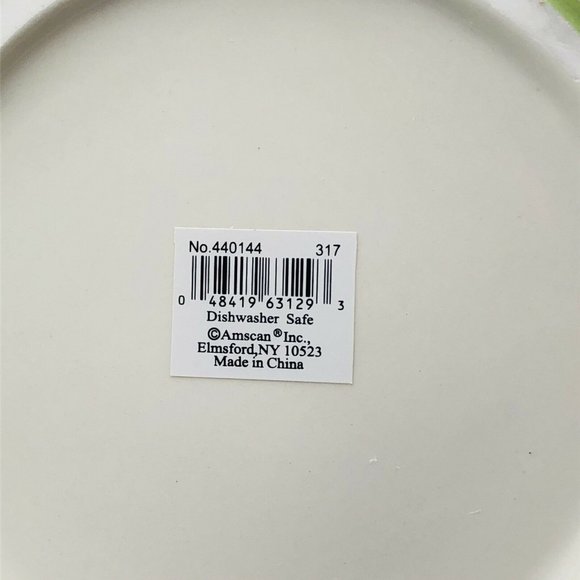 No.440144 317
0 48419 63129 3
Dishwasher Safe
©Amscan® Inc.,
Elmsford,NY 10523
Made in China